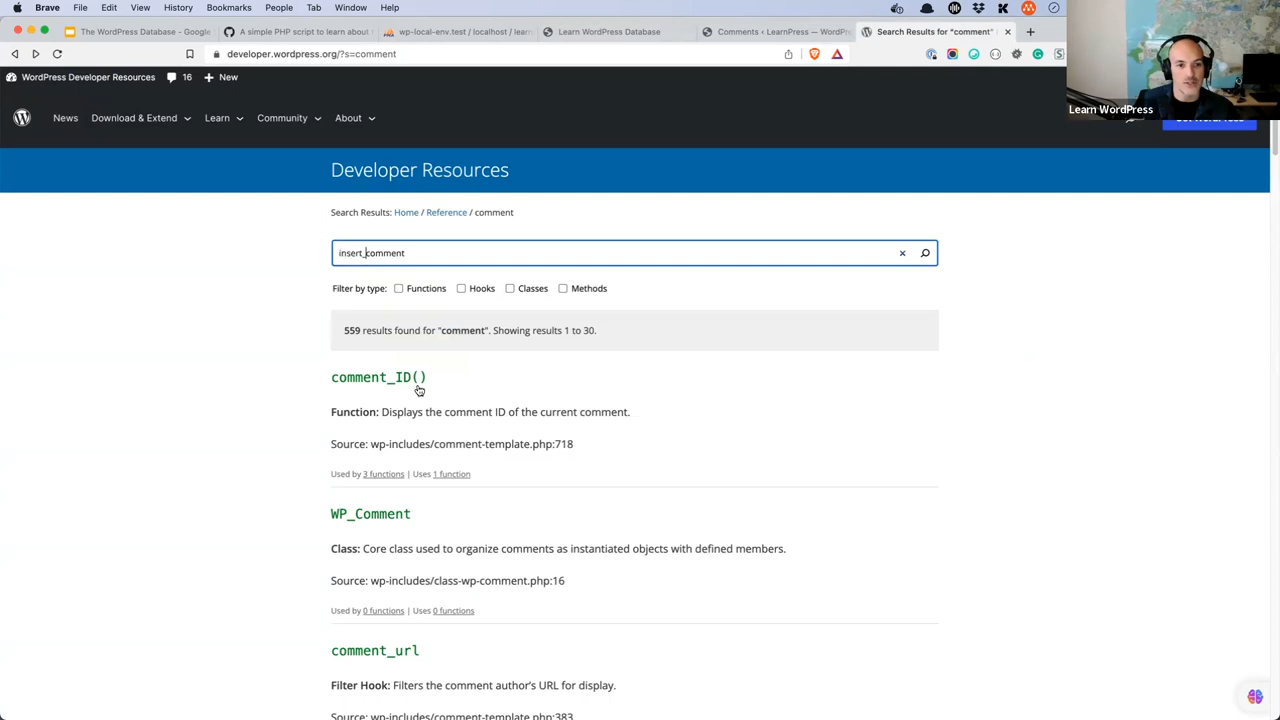 Brave File Edit View History Bookmarks People Tab Window Help
The WordPress Database - Google
A simple PHP script to learn about
wp-local-env.test / localhost / learn
Learn WordPress Database
Comments ‹ LearnPress — WordPr
Search Results for "comment"
developer.wordpress.org/?s=comment
WordPress Developer Resources 16 New
Learn WordPress
News Download & Extend Learn Community About
Developer Resources
Search Results: Home / Reference / comment
insert_comment
Filter by type: Functions Hooks Classes Methods
559 results found for "comment". Showing results 1 to 30.
comment_ID()
Function: Displays the comment ID of the current comment.
Source: wp-includes/comment-template.php:718
Used by 3 functions | Uses 1 function
WP_Comment
Class: Core class used to organize comments as instantiated objects with defined members.
Source: wp-includes/class-wp-comment.php:16
Used by 0 functions | Uses 0 functions
comment_url
Filter Hook: Filters the comment author's URL for display.
Source: wp-includes/comment-template.php:383